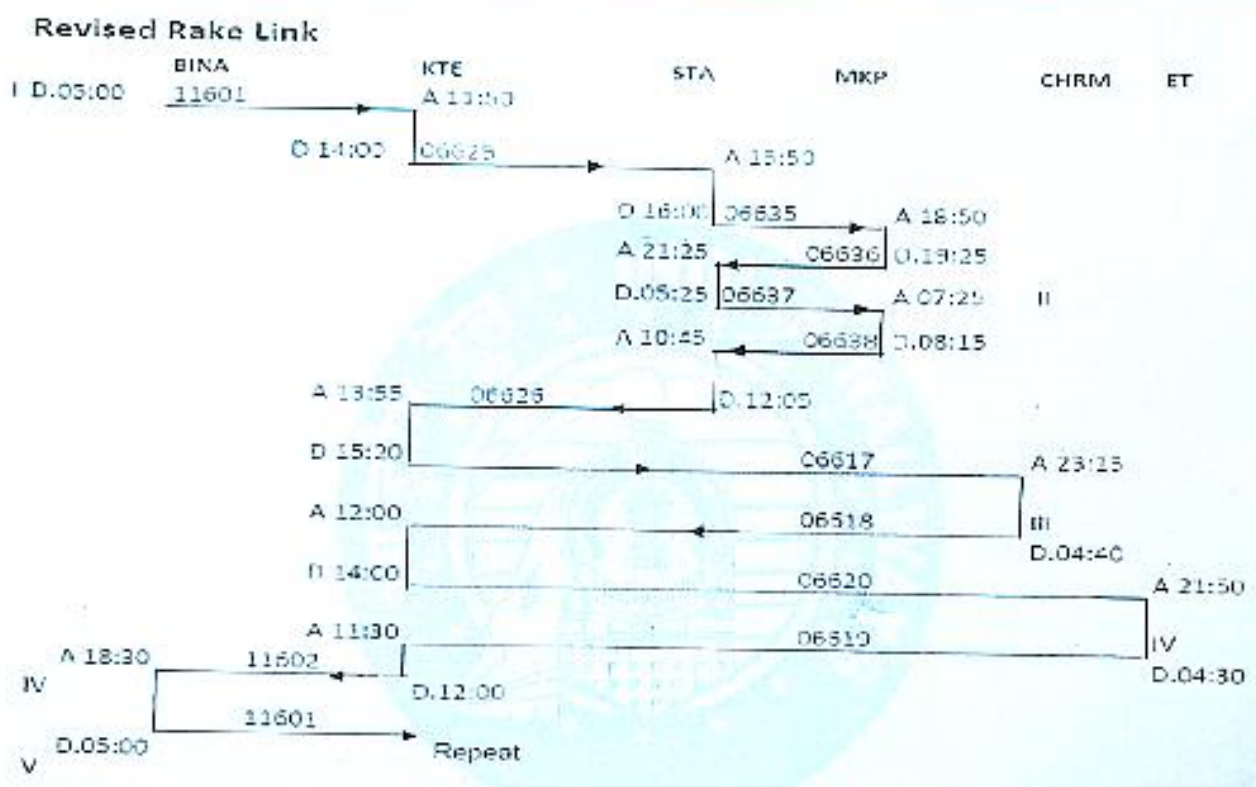 Revised Rake Link
BINA KTE STA MKP CHRM ET
I D.05:00 11601 A 11:50
D 14:00 06625 A 15:50
D 16:00 06635 A 18:50
A 21:25 06636 D.19:25
D.05:25 06637 A 07:25 II
A 10:45 06638 D.08:15
A 13:55 06626 D.12:05
D 15:20 06617 A 23:15
A 12:00 06618 III
D.04:40
D 14:00 06620 A 21:50
A 11:30 06619 IV
A 18:30 11602 D.04:30
IV D.12:00
11601
D.05:00 Repeat
V